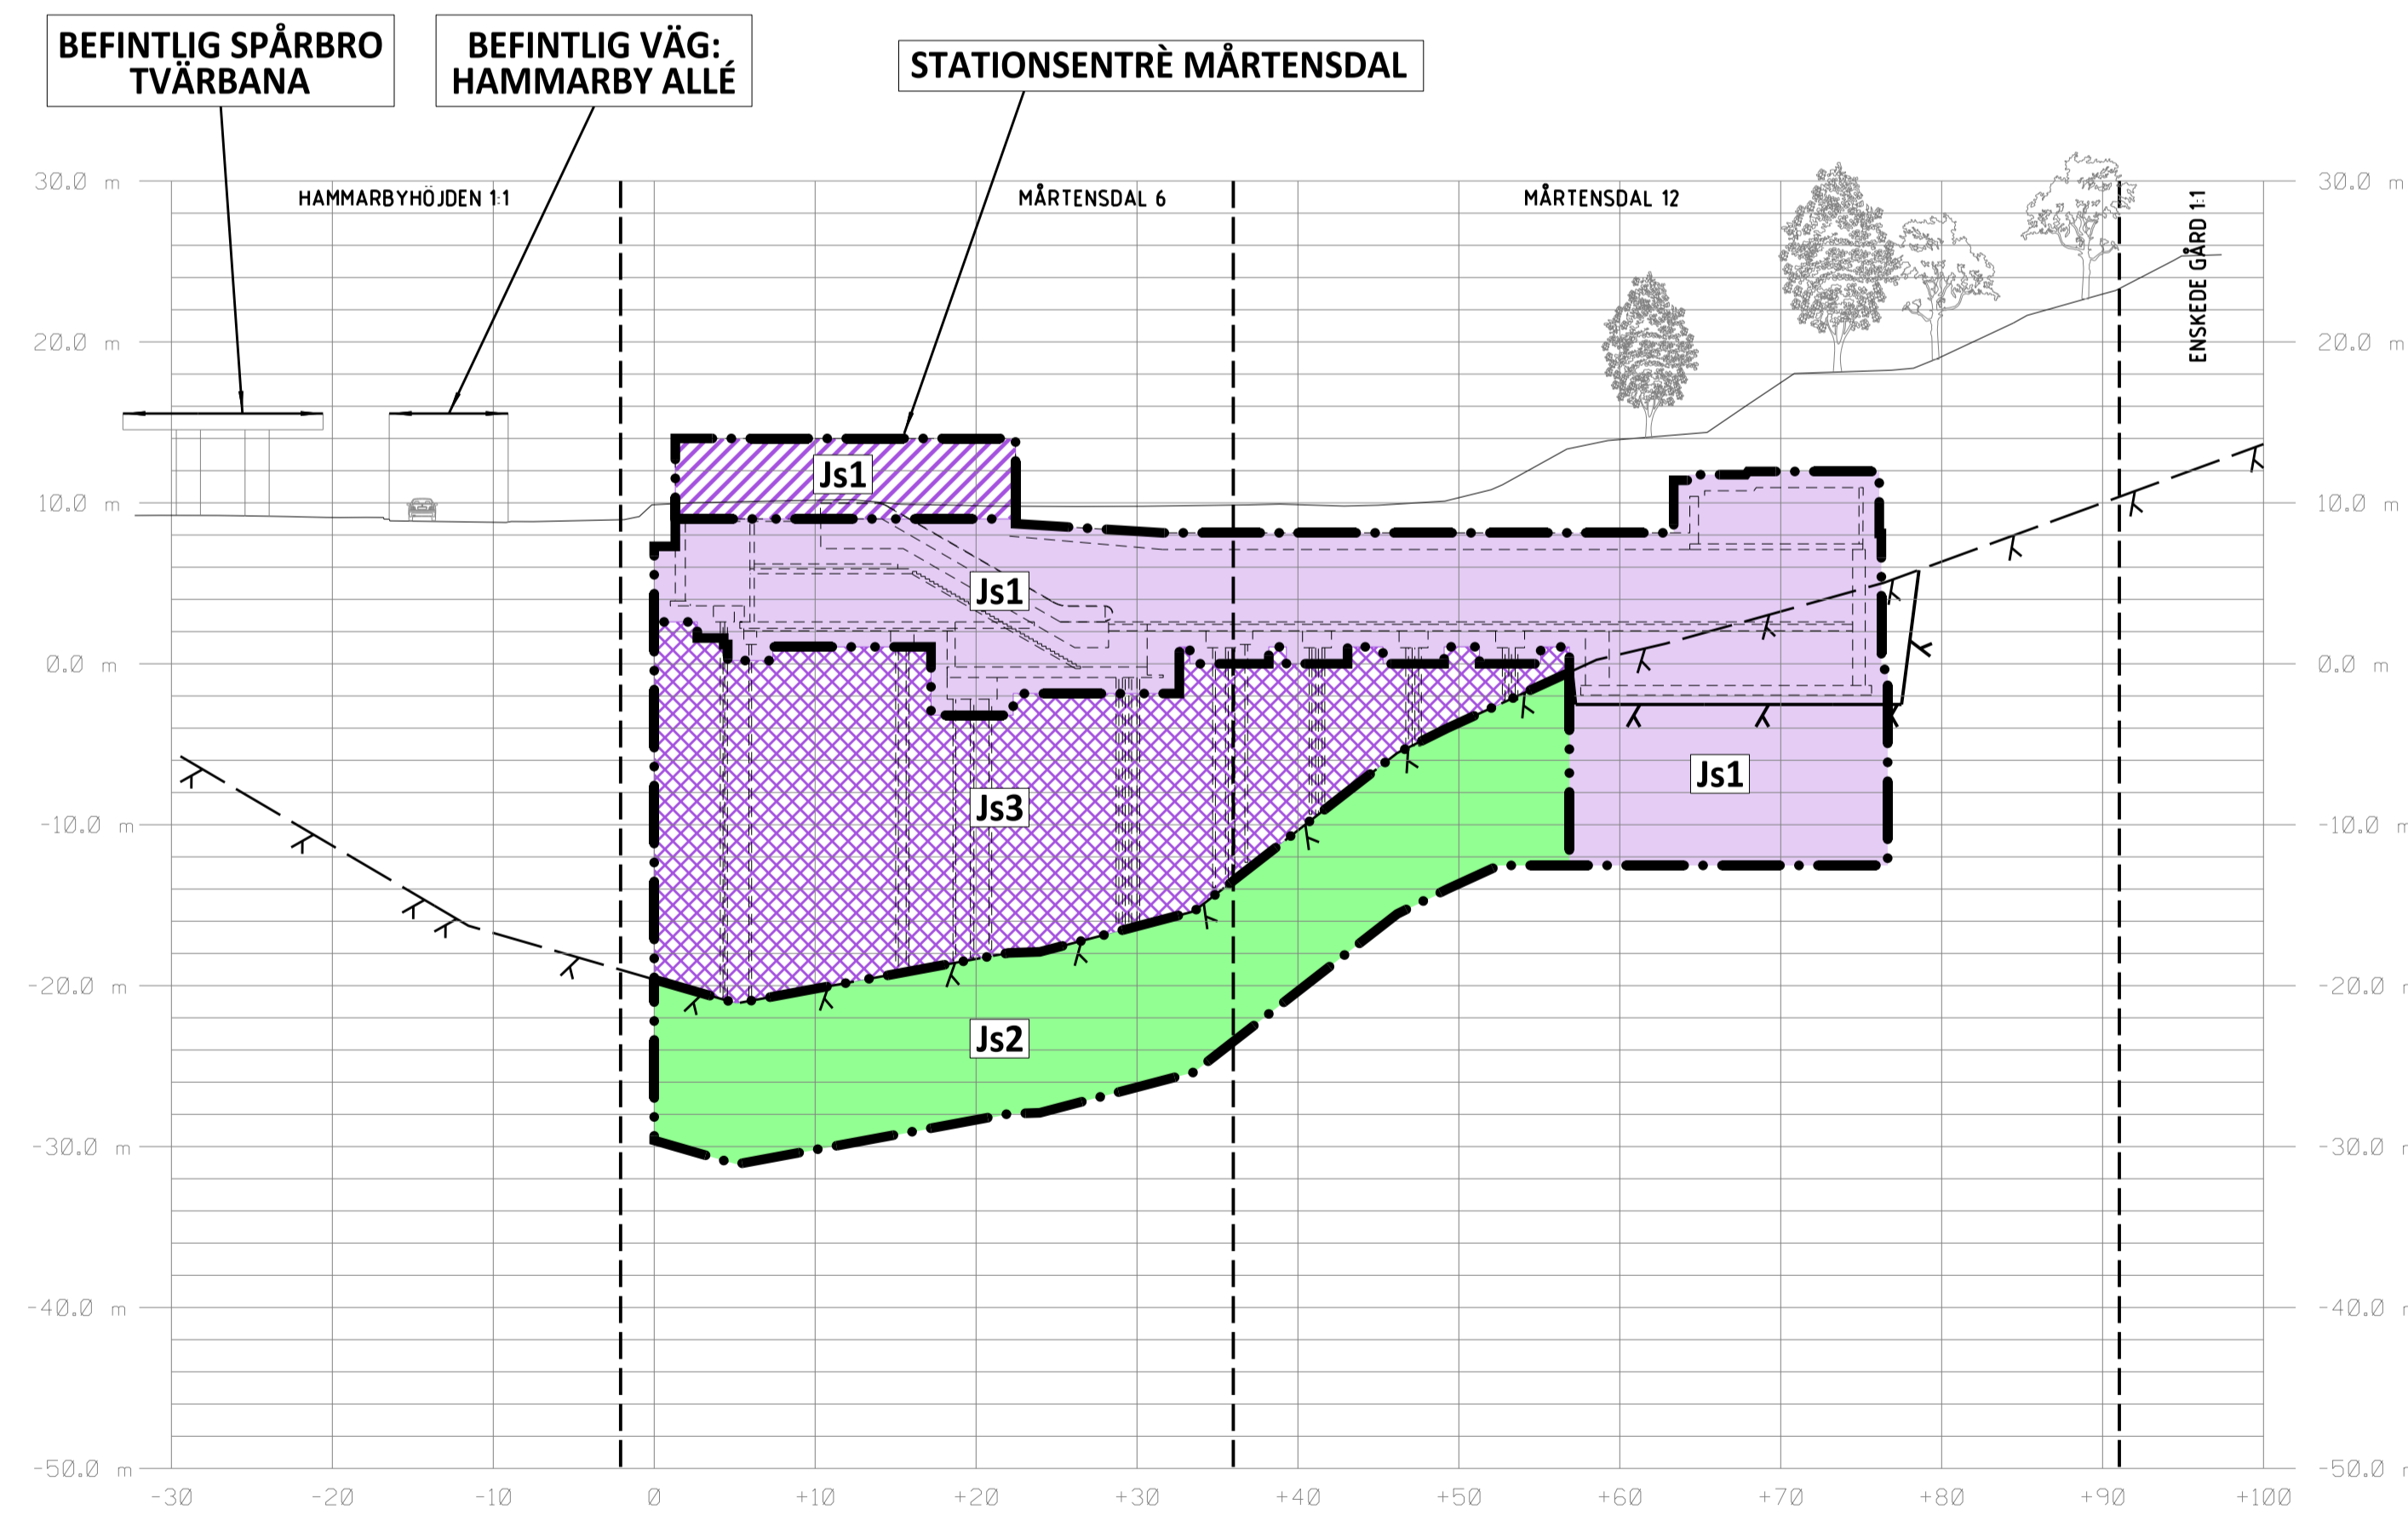 BEFINTLIG SPÅRBRO
TVÄRBANA
BEFINTLIG VÄG:
HAMMARBY ALLÉ
STATIONSENTRÈ MÅRTENSDAL
30.0 m
HAMMARBYHÖJDEN 1:1
MÅRTENSDAL 6
MÅRTENSDAL 12
ENSKEDE GÅRD 1:1
30.0 m
20.0 m
20.0 m
Js1
10.0 m
10.0 m
Js1
0.0 m
0.0 m
Js1
Js3
-10.0 m
-10.0 m
-20.0 m
-20.0 m
Js2
-30.0 m
-30.0 m
-40.0 m
-40.0 m
-50.0 m
-50.0 m
-30 -20 -10 0 +10 +20 +30 +40 +50 +60 +70 +80 +90 +100